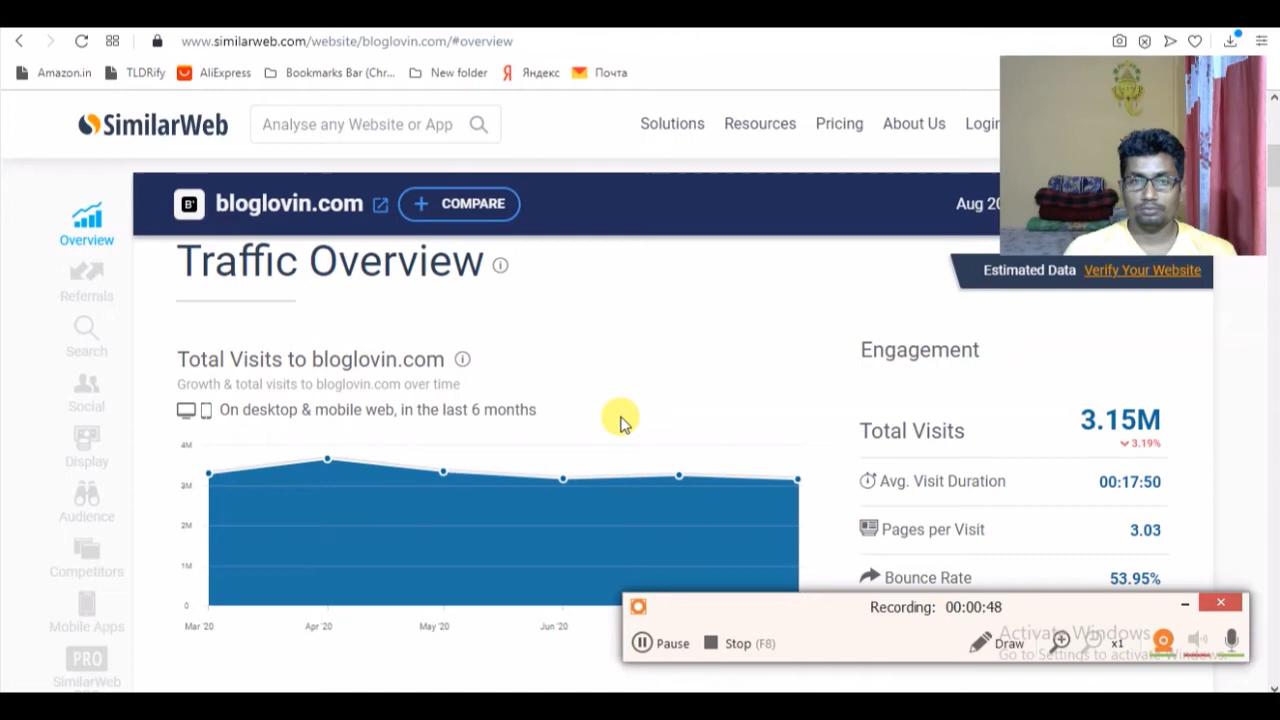 www.similarweb.com/website/bloglovin.com/#overview
Amazon.in TLDRify AliExpress Bookmarks Bar (Chr... New folder Яндекс Почта
SimilarWeb Analyse any Website or App Solutions Resources Pricing About Us Login
bloglovin.com + COMPARE Aug 20
Overview
Referrals
Search
Social
Display
Audience
Competitors
Mobile Apps
PRO
SimilarWeb
Traffic Overview
Estimated Data Verify Your Website
Total Visits to bloglovin.com
Growth & total visits to bloglovin.com over time
On desktop & mobile web, in the last 6 months
4M
3M
2M
1M
0
Mar '20 Apr '20 May '20 Jun '20
Engagement
Total Visits 3.15M
3.19%
Avg. Visit Duration 00:17:50
Pages per Visit 3.03
Bounce Rate 53.95%
Recording: 00:00:48
Pause Stop (F8) Draw x1
Activate Windows
Go to Settings to activate Windows.